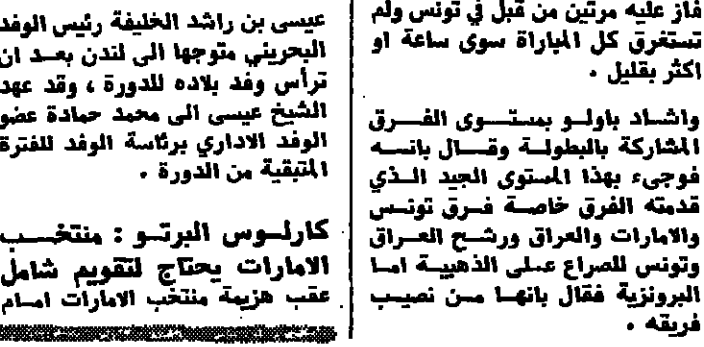 فاز عليه مرتين من قبل في تونس ولم
تستغرق كل المباراة سوى ساعة او
اكثر بقليل .
واشاد باولو بمستوى الفرق
المشاركة بالبطولة وقال بانه
فوجىء بهذا المستوى الجيد الذي
قدمته الفرق خاصة فرق تونس
والامارات والعراق ورشح العراق
وتونس للصراع على الذهبية اما
البرونزية فقال بانها من نصيب
فريقه .
عيسى بن راشد الخليفة رئيس الوفد
البحريني متوجها الى لندن بعد ان
ترأس وفد بلاده للدورة ، وقد عهد
الشيخ عيسى الى محمد حمادة عضو
الوفد الاداري برئاسة الوفد للفترة
المتبقية من الدورة .
كارلوس البرتو : منتخب
الامارات يحتاج لتقويم شامل
عقب هزيمة منتخب الامارات امام